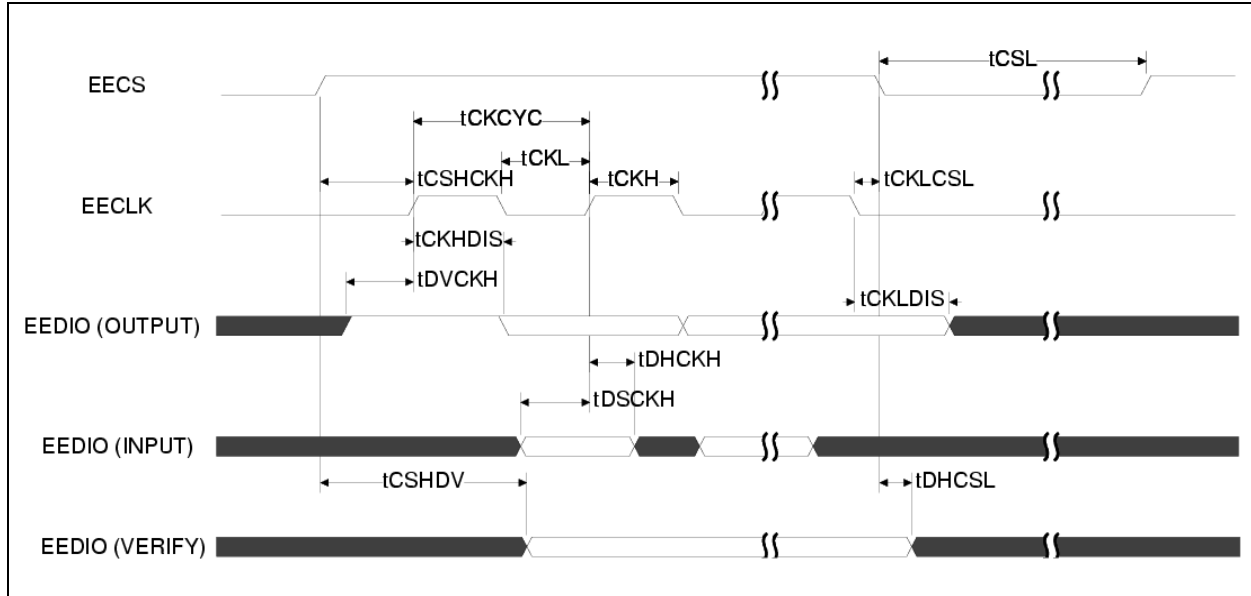 tCSL
EECS
tCKCYC
tCKL
tCSHCKH
tCKH
tCKLCSL
EECLK
tCKHDIS
tDVCKH
tCKLDIS
EEDIO (OUTPUT)
tDHCKH
tDSCKH
EEDIO (INPUT)
tCSHDV
tDHCSL
EEDIO (VERIFY)